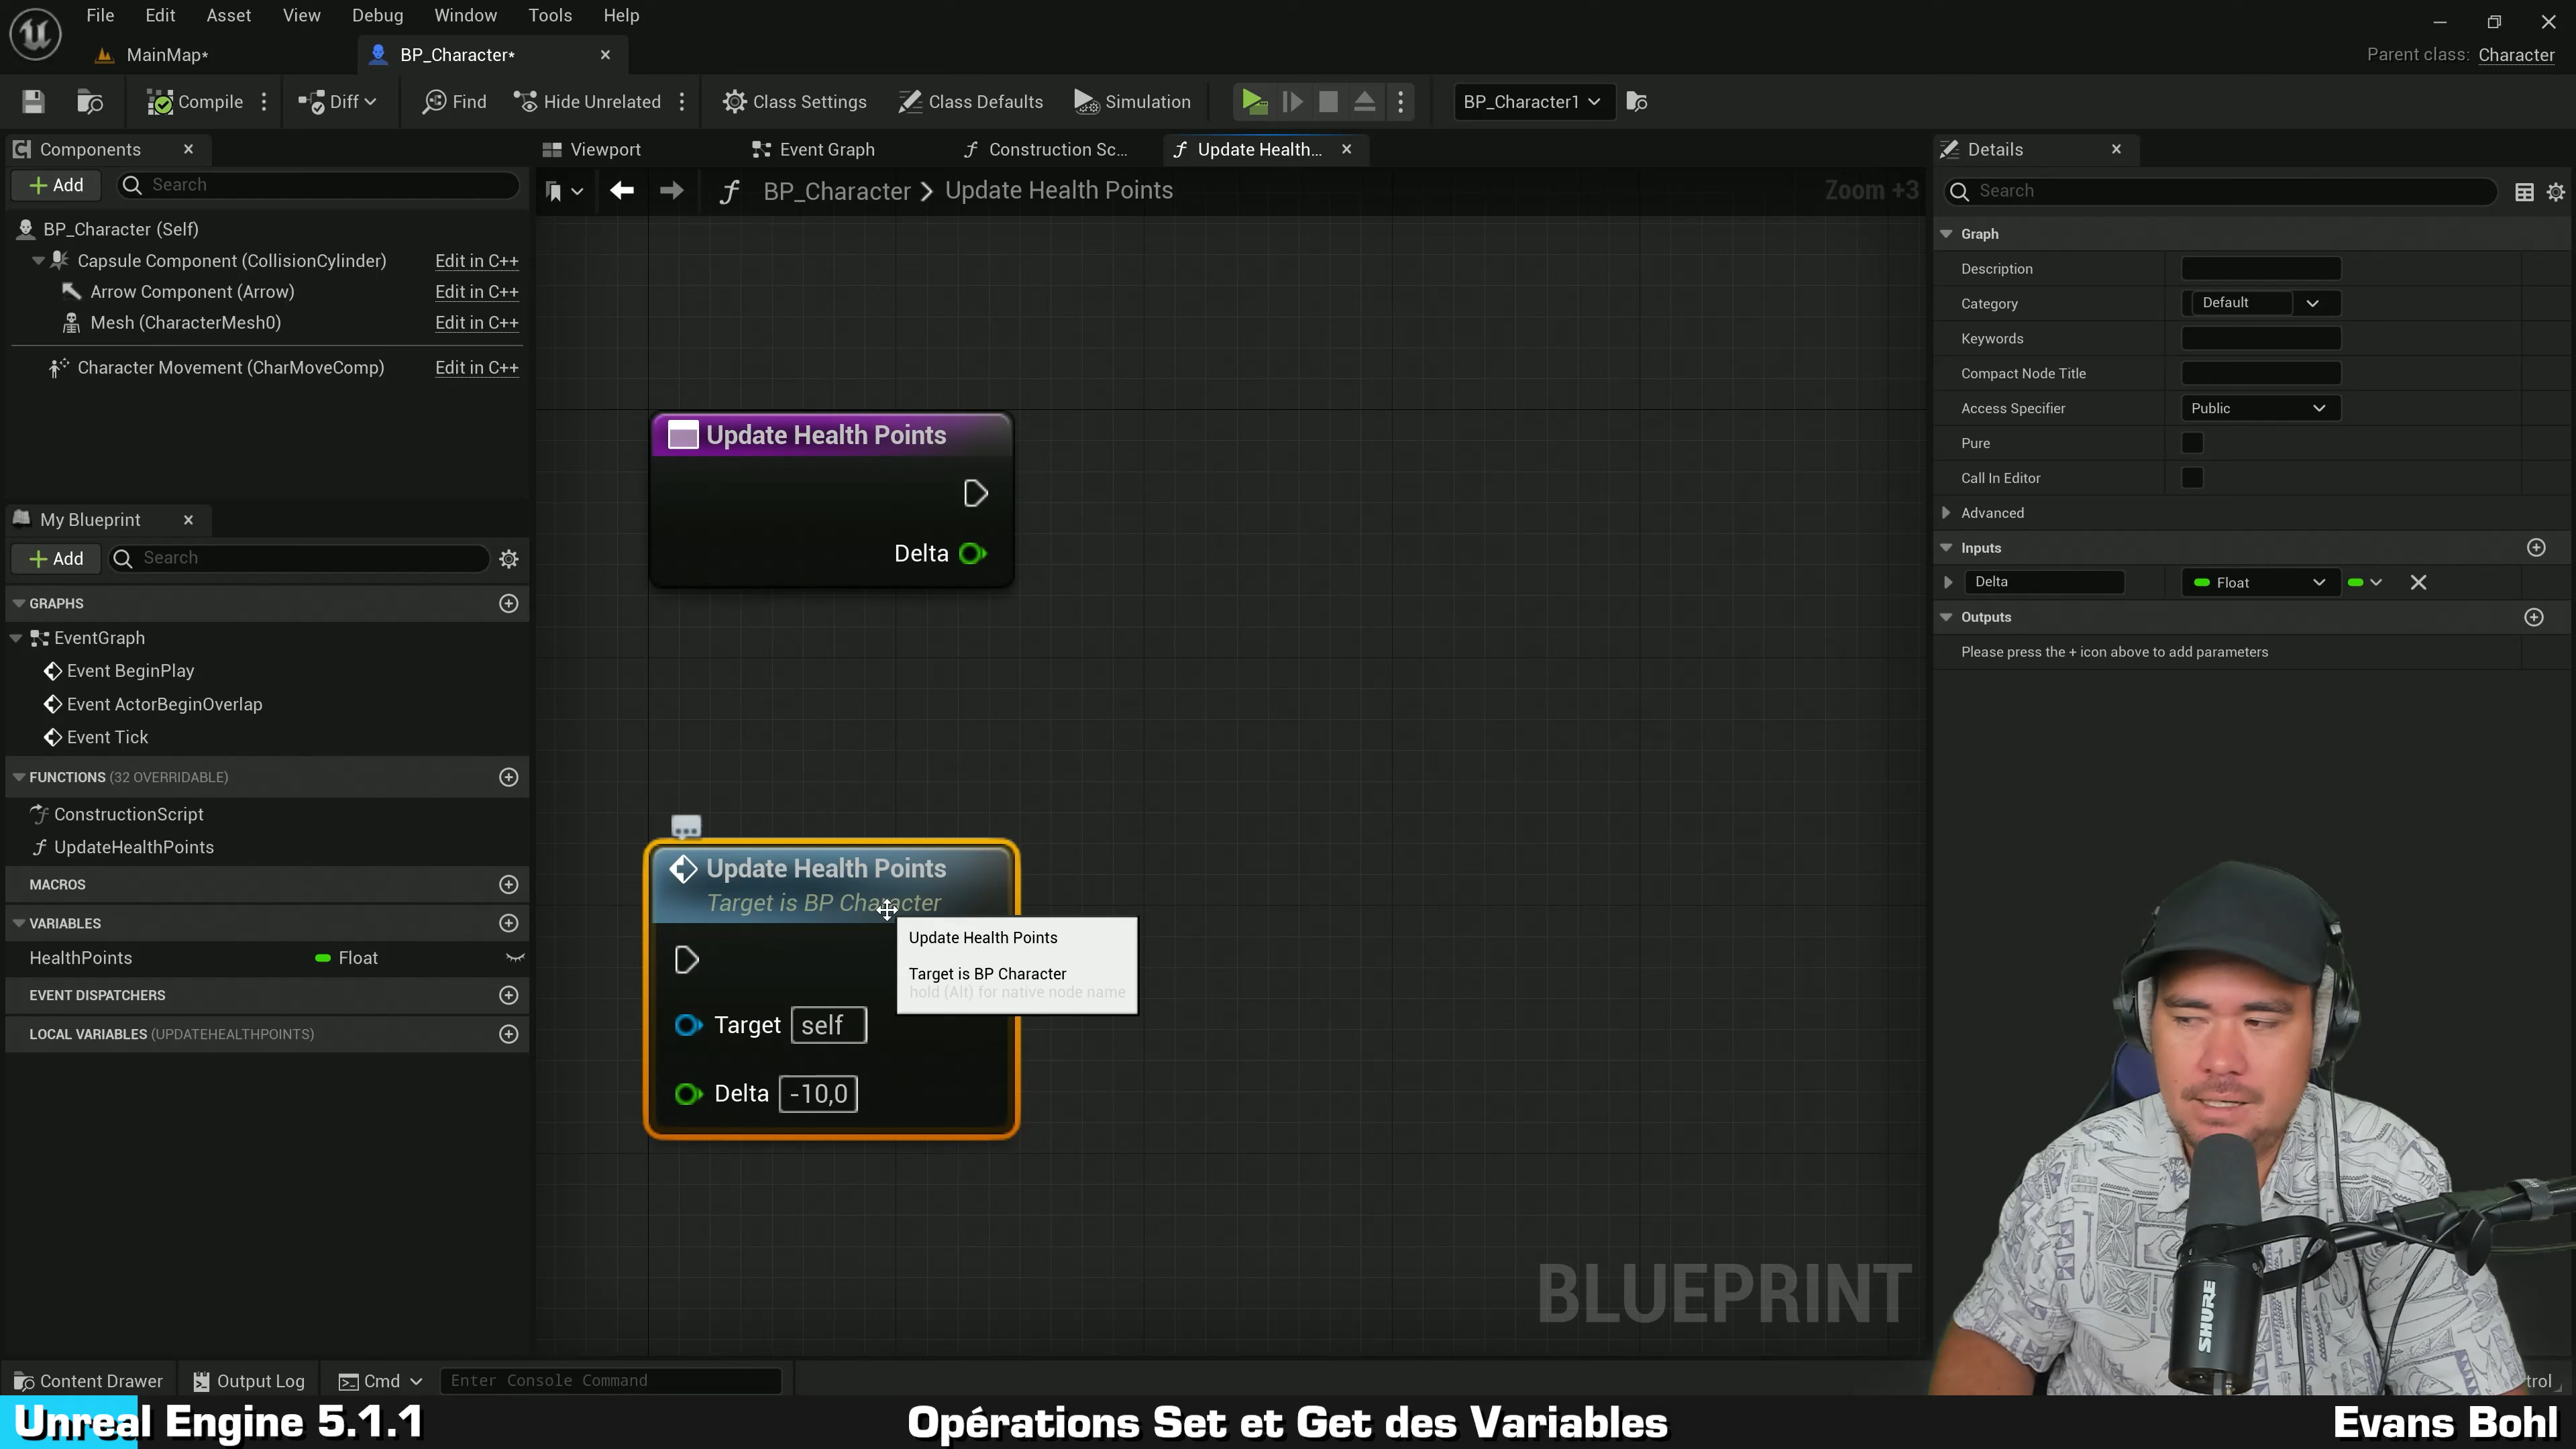 File Edit Asset View Debug Window Tools Help
MainMap* BP_Character* Parent class: Character
Compile Diff Find Hide Unrelated Class Settings Class Defaults Simulation BP_Character1
Components Viewport Event Graph Construction Sc... Update Health... Details
Add Search BP_Character > Update Health Points Zoom +3 Search
BP_Character (Self)
Capsule Component (CollisionCylinder) Edit in C++
Arrow Component (Arrow) Edit in C++
Mesh (CharacterMesh0) Edit in C++
Character Movement (CharMoveComp) Edit in C++
My Blueprint
Add Search
GRAPHS
EventGraph
Event BeginPlay
Event ActorBeginOverlap
Event Tick
FUNCTIONS (32 OVERRIDABLE)
ConstructionScript
UpdateHealthPoints
MACROS
VARIABLES
HealthPoints Float
EVENT DISPATCHERS
LOCAL VARIABLES (UPDATEHEALTHPOINTS)
Update Health Points
Delta
Update Health Points
Target is BP Character
Target self
Delta -10,0
Update Health Points
Target is BP Character
hold (Alt) for native node name
BLUEPRINT
Graph
Description
Category Default
Keywords
Compact Node Title
Access Specifier Public
Pure
Call In Editor
Advanced
Inputs
Delta Float
Outputs
Please press the + icon above to add parameters
SHURE
Content Drawer Output Log Cmd Enter Console Command
Unreal Engine 5.1.1 Opérations Set et Get des Variables Evans Bohl